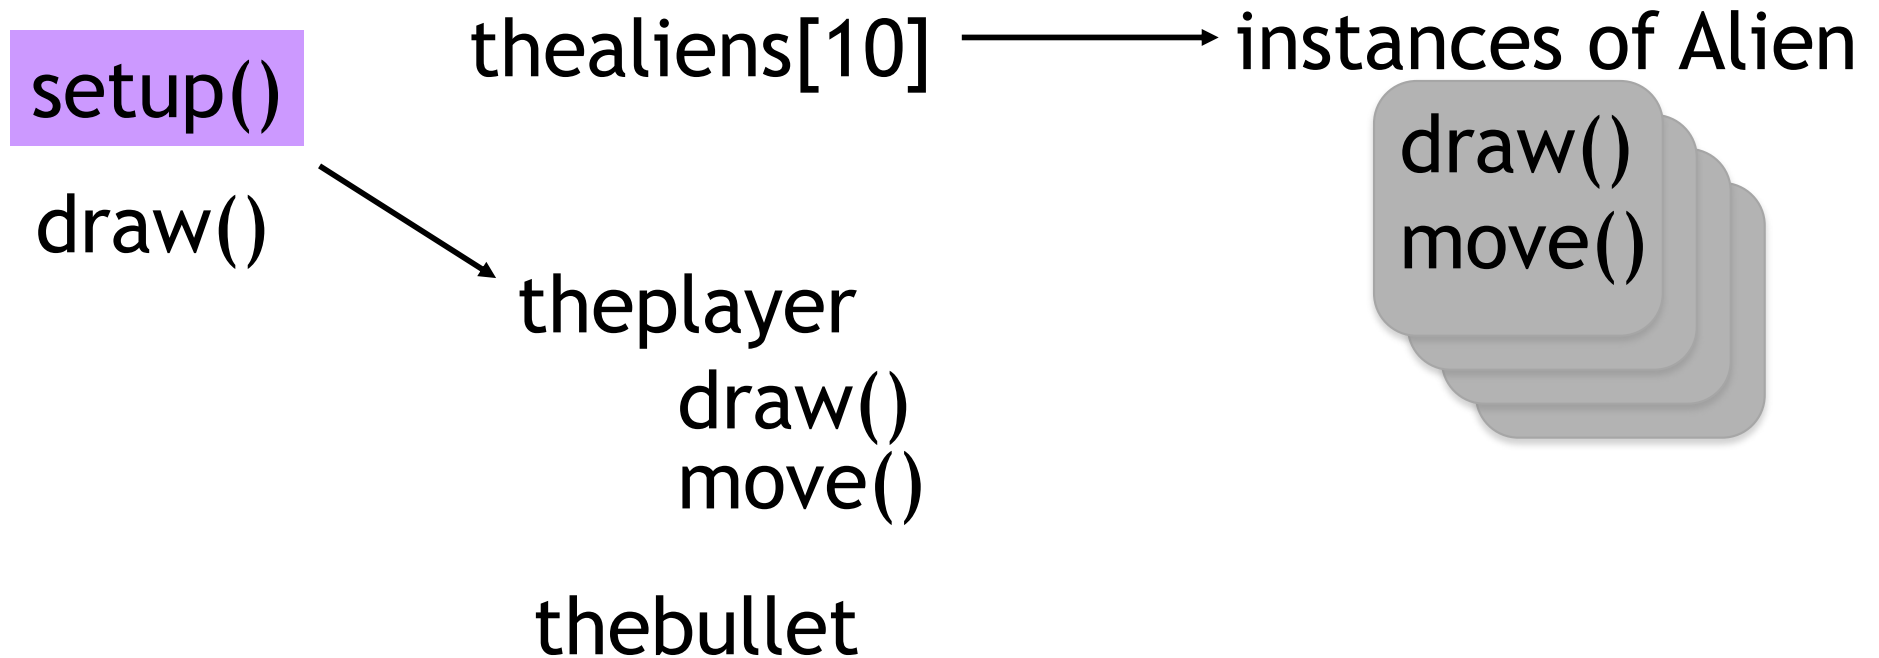 setup()
draw()
thealiens[10]
instances of Alien
draw()
move()
theplayer
draw()
move()
thebullet